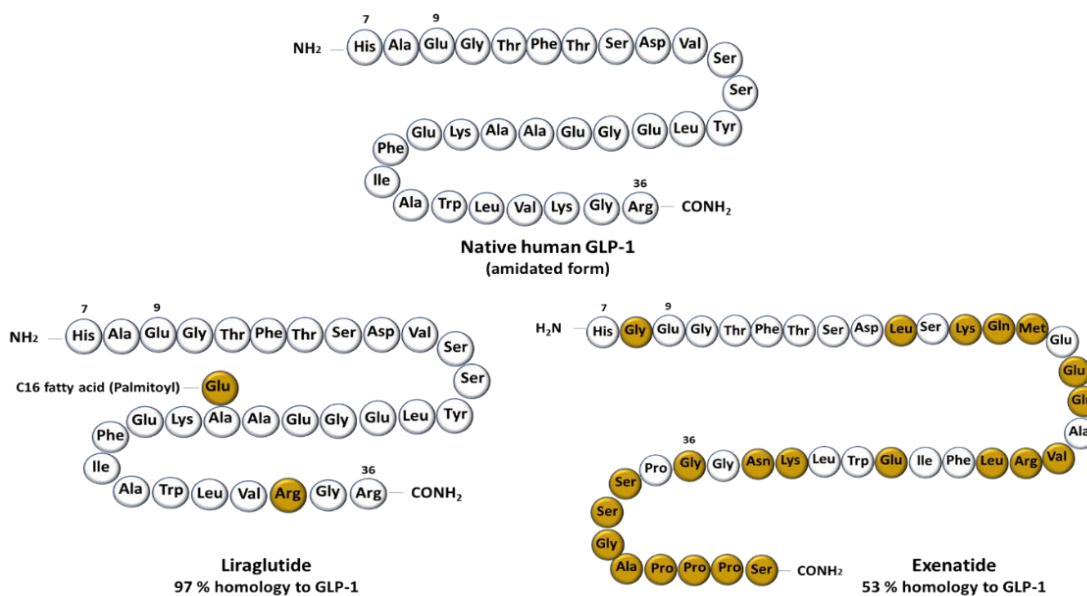 7 9
NH₂ His Ala Glu Gly Thr Phe Thr Ser Asp Val Ser
Ser
Glu Lys Ala Ala Glu Gly Glu Leu Tyr
Phe
Ile
36
Ala Trp Leu Val Lys Gly Arg CONH₂
Native human GLP-1
(amidated form)
7 9
NH₂ His Ala Glu Gly Thr Phe Thr Ser Asp Val Ser
Ser
C16 fatty acid (Palmitoyl) Glu
Glu Lys Ala Ala Glu Gly Glu Leu Tyr
Phe
Ile
36
Ala Trp Leu Val Arg Gly Arg CONH₂
Liraglutide
97 % homology to GLP-1
7 9
H₂N His Gly Glu Gly Thr Phe Thr Ser Asp Leu Ser Lys Gln Met Glu
Glu
Glu
Ala
36
Ser Pro Gly Gly Asn Lys Leu Trp Glu Ile Phe Leu Arg Val
Ser
Gly
Ala Pro Pro Pro Ser CONH₂
Exenatide
53 % homology to GLP-1